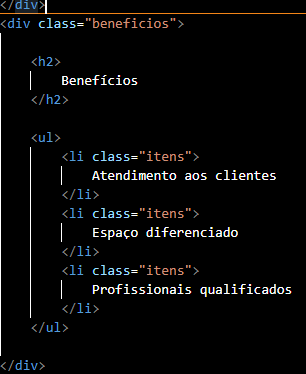 </div>
<div class="beneficios">
<h2>
Benefícios
</h2>
<ul>
<li class="itens">
Atendimento aos clientes
</li>
<li class="itens">
Espaço diferenciado
</li>
<li class="itens">
Profissionais qualificados
</li>
</ul>
</div>